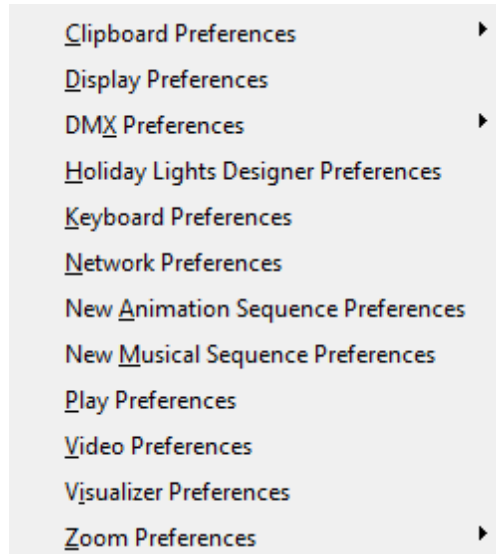 Clipboard Preferences
Display Preferences
DMX Preferences
Holiday Lights Designer Preferences
Keyboard Preferences
Network Preferences
New Animation Sequence Preferences
New Musical Sequence Preferences
Play Preferences
Video Preferences
Visualizer Preferences
Zoom Preferences